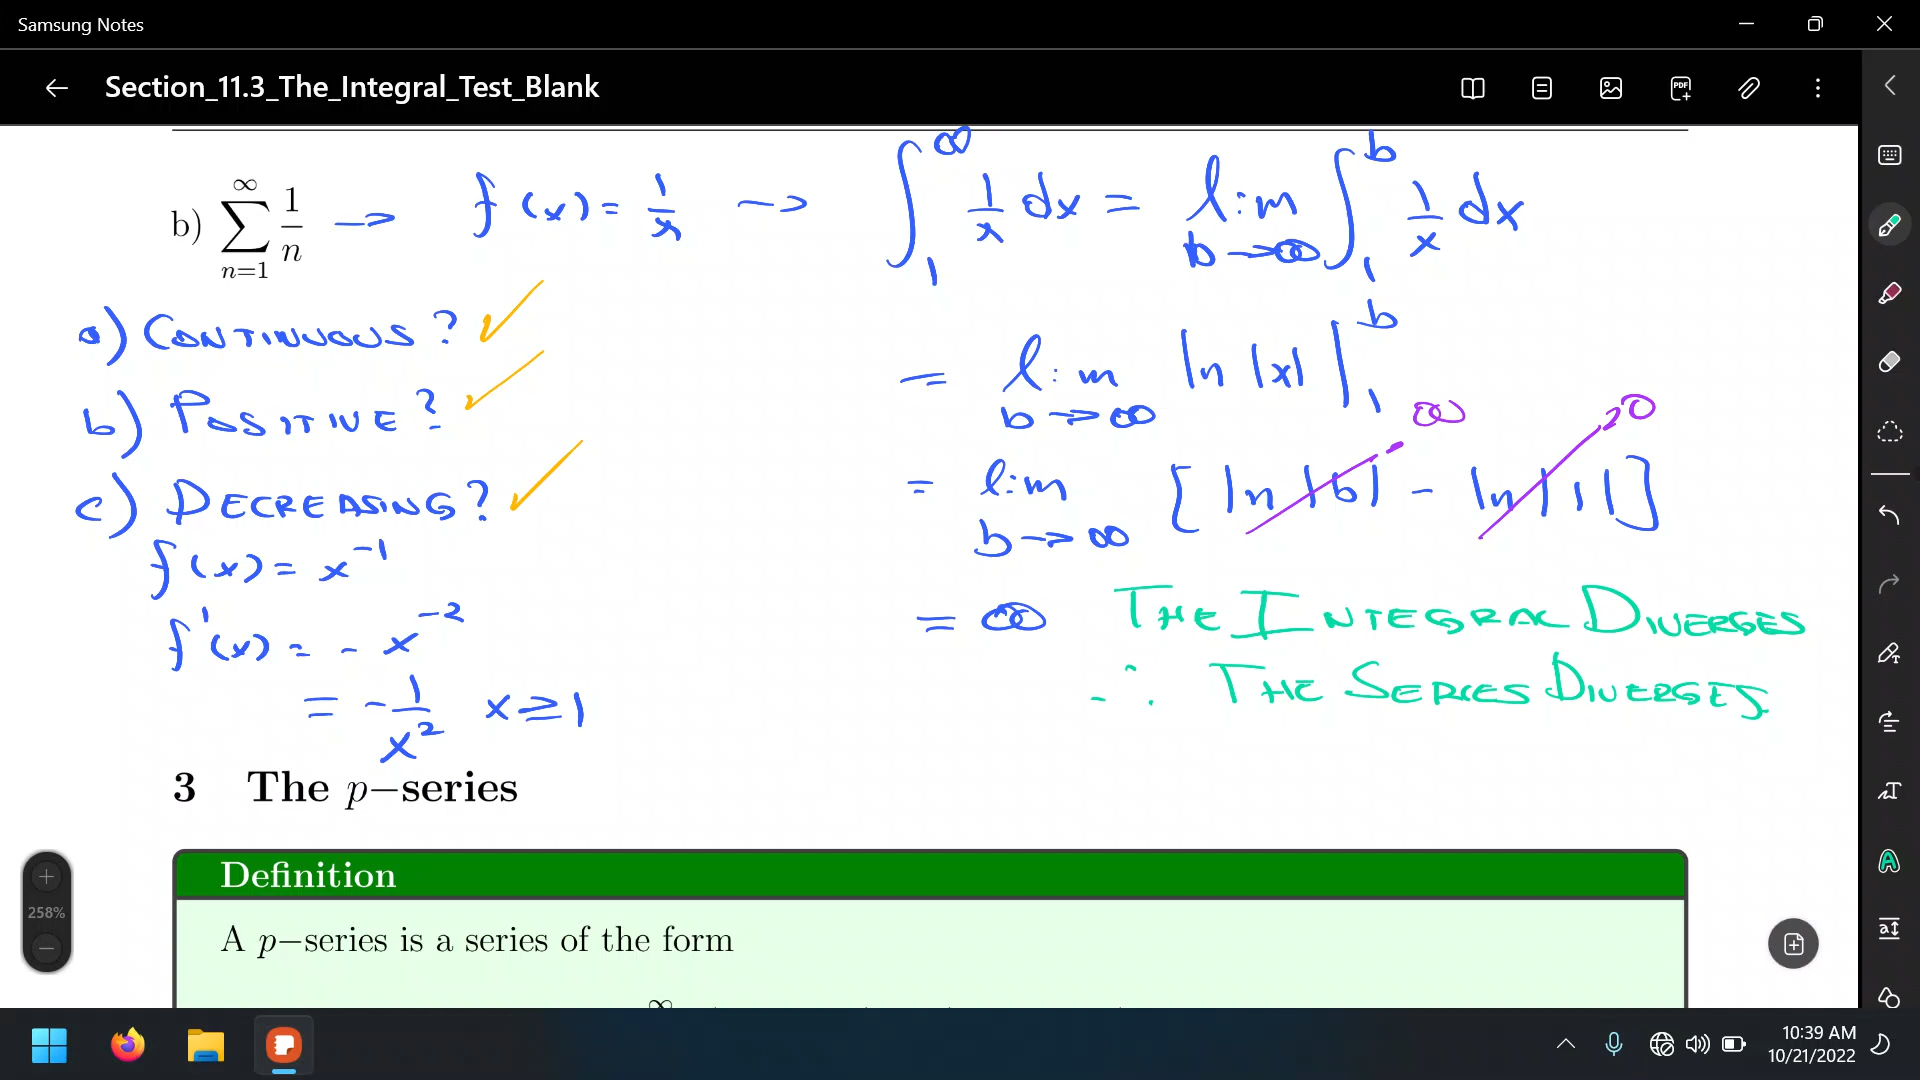 Samsung Notes
Section_11.3_The_Integral_Test_Blank
b) ∑_{n=1}^{∞} 1/n → f(x) = 1/x → ∫_1^∞ 1/x dx = lim_{b→∞} ∫_1^b 1/x dx
a) CONTINUOUS? ✓
= lim_{b→∞} ln|x| |_1^b
b) POSITIVE? ✓
c) DECREASING? ✓
= lim_{b→∞} [ln|b| - ln|1|]
∞ 0
f(x) = x^{-1}
f'(x) = -x^{-2}
= ∞ THE INTEGRAL DIVERGES
= -1/x² x ≥ 1
∴ THE SERIES DIVERGES
3 The p−series
Definition
A p−series is a series of the form
∞
258%
10:39 AM
10/21/2022